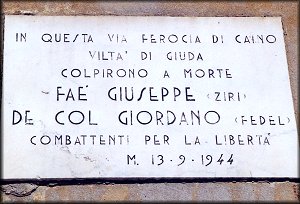 IN QUESTA VIA FEROCIA DI CAINO
VILTA' DI GIUDA
COLPIRONO A MORTE
FAÉ GIUSEPPE (ZIRI)
DE COL GIORDANO (FEDEL)
COMBATTENTI PER LA LIBERTA'
M. 13-9-1944